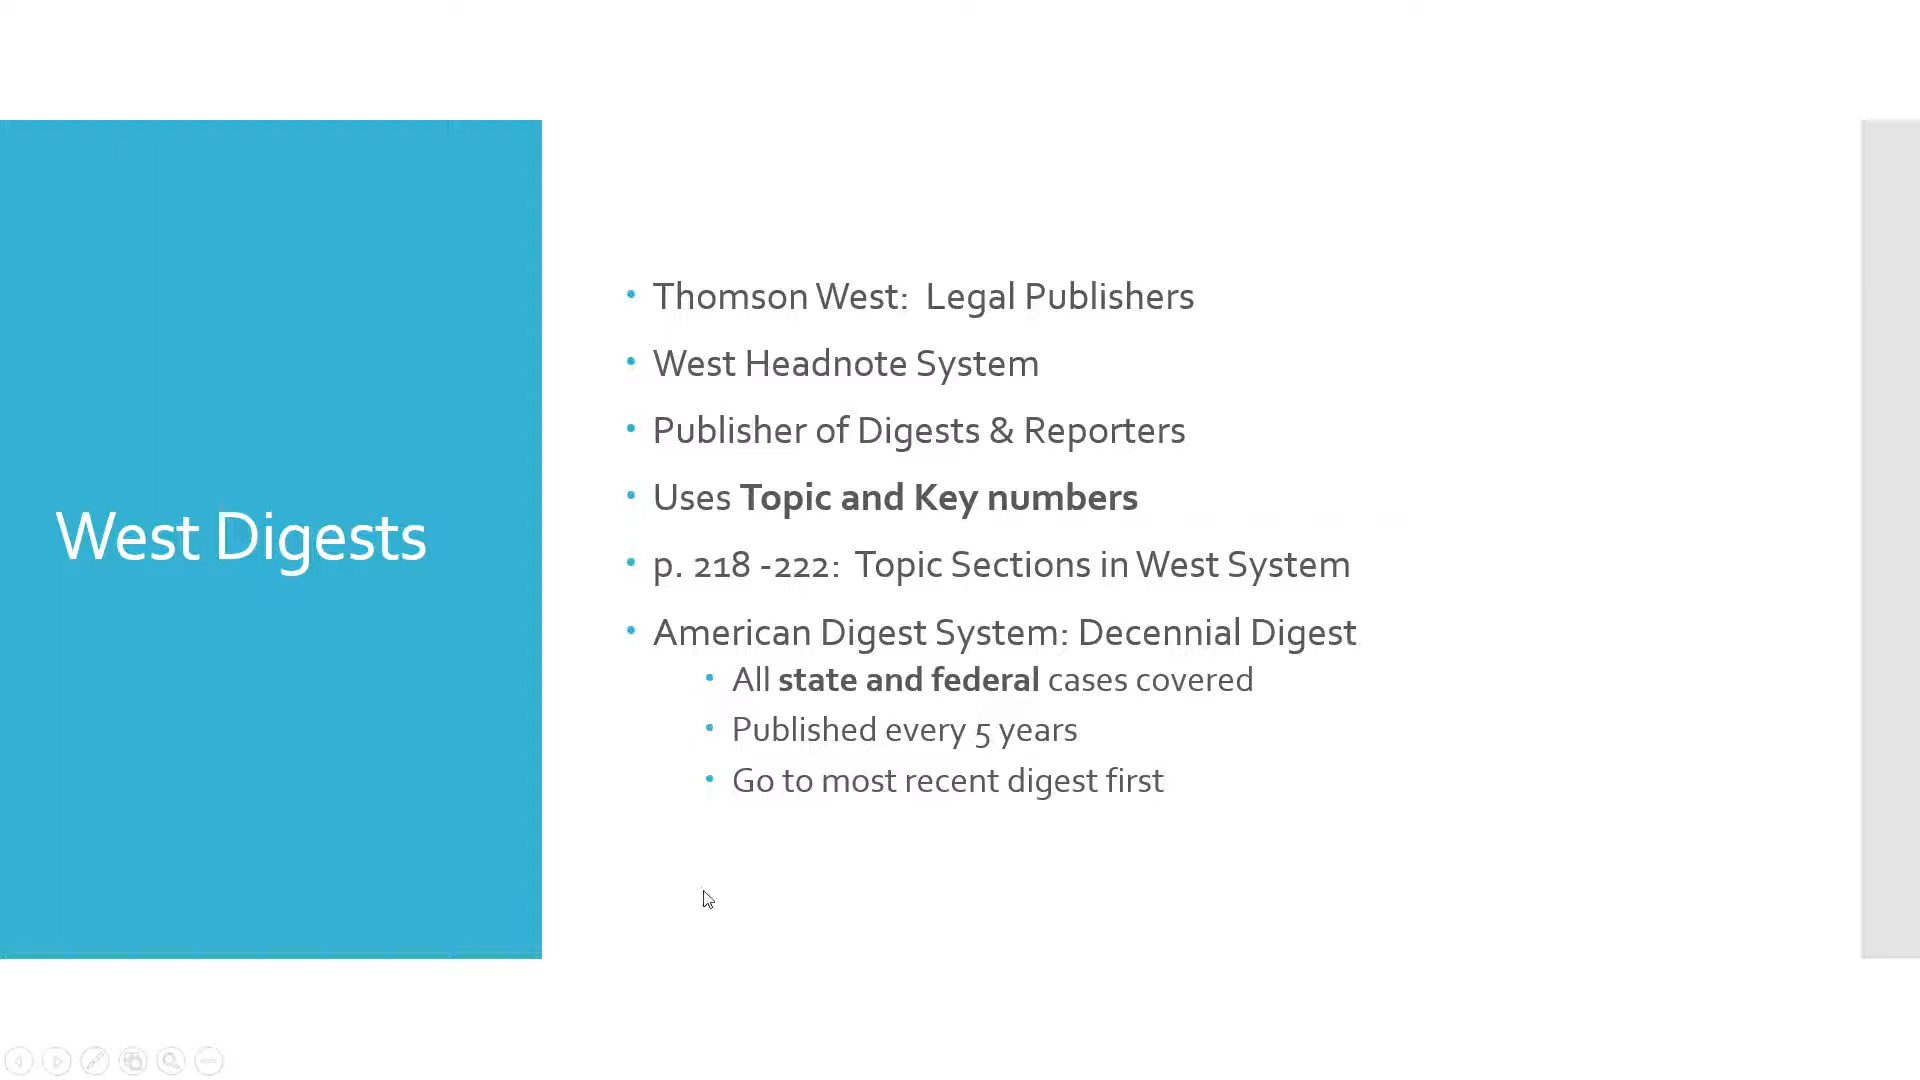 West Digests
Thomson West:  Legal Publishers
West Headnote System
Publisher of Digests & Reporters
Uses Topic and Key numbers
p. 218 -222:  Topic Sections in West System
American Digest System: Decennial Digest
All state and federal cases covered
Published every 5 years
Go to most recent digest first